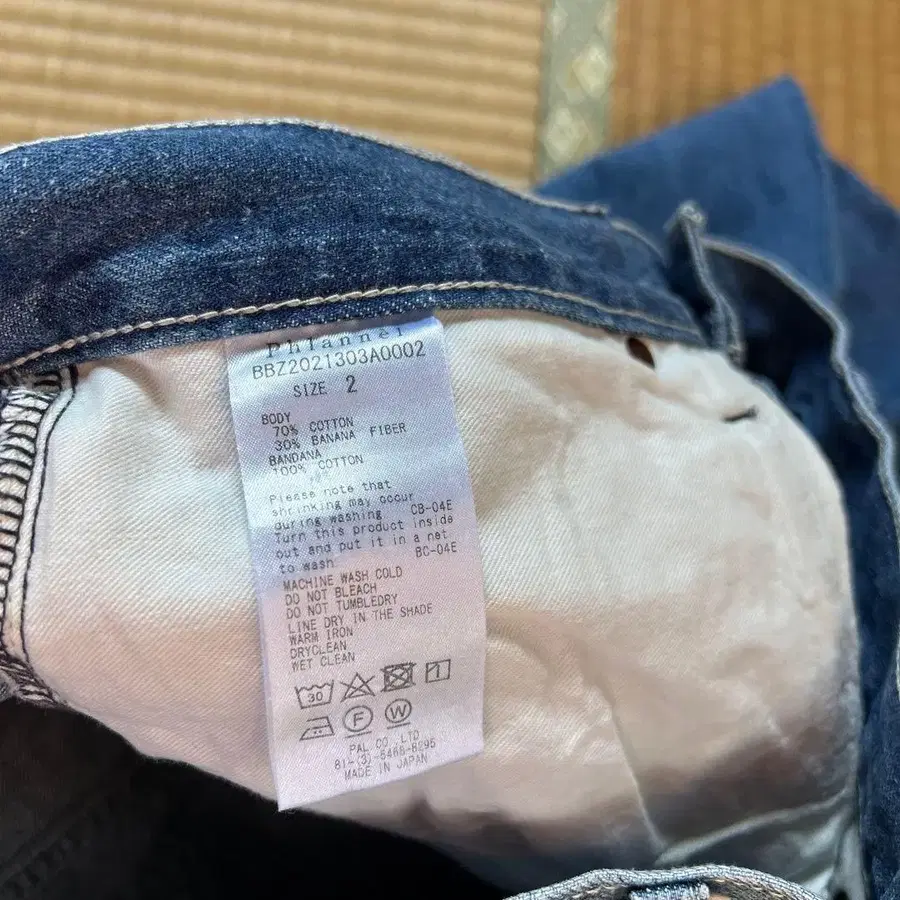 Phlannèl
BBZ2021303A0002
SIZE 2
BODY
70% COTTON
30% BANANA FIBER
BANDANA
100% COTTON
Please note that
shrinking may occur
during washing CB-04E
Turn this product inside
out and put it in a net
to wash BC-04E
MACHINE WASH COLD
DO NOT BLEACH
DO NOT TUMBLEDRY
LINE DRY IN THE SHADE
WARM IRON
DRYCLEAN
WET CLEAN
30
F W
PAL CO.,LTD
81-(3)-5468-8295
MADE IN JAPAN